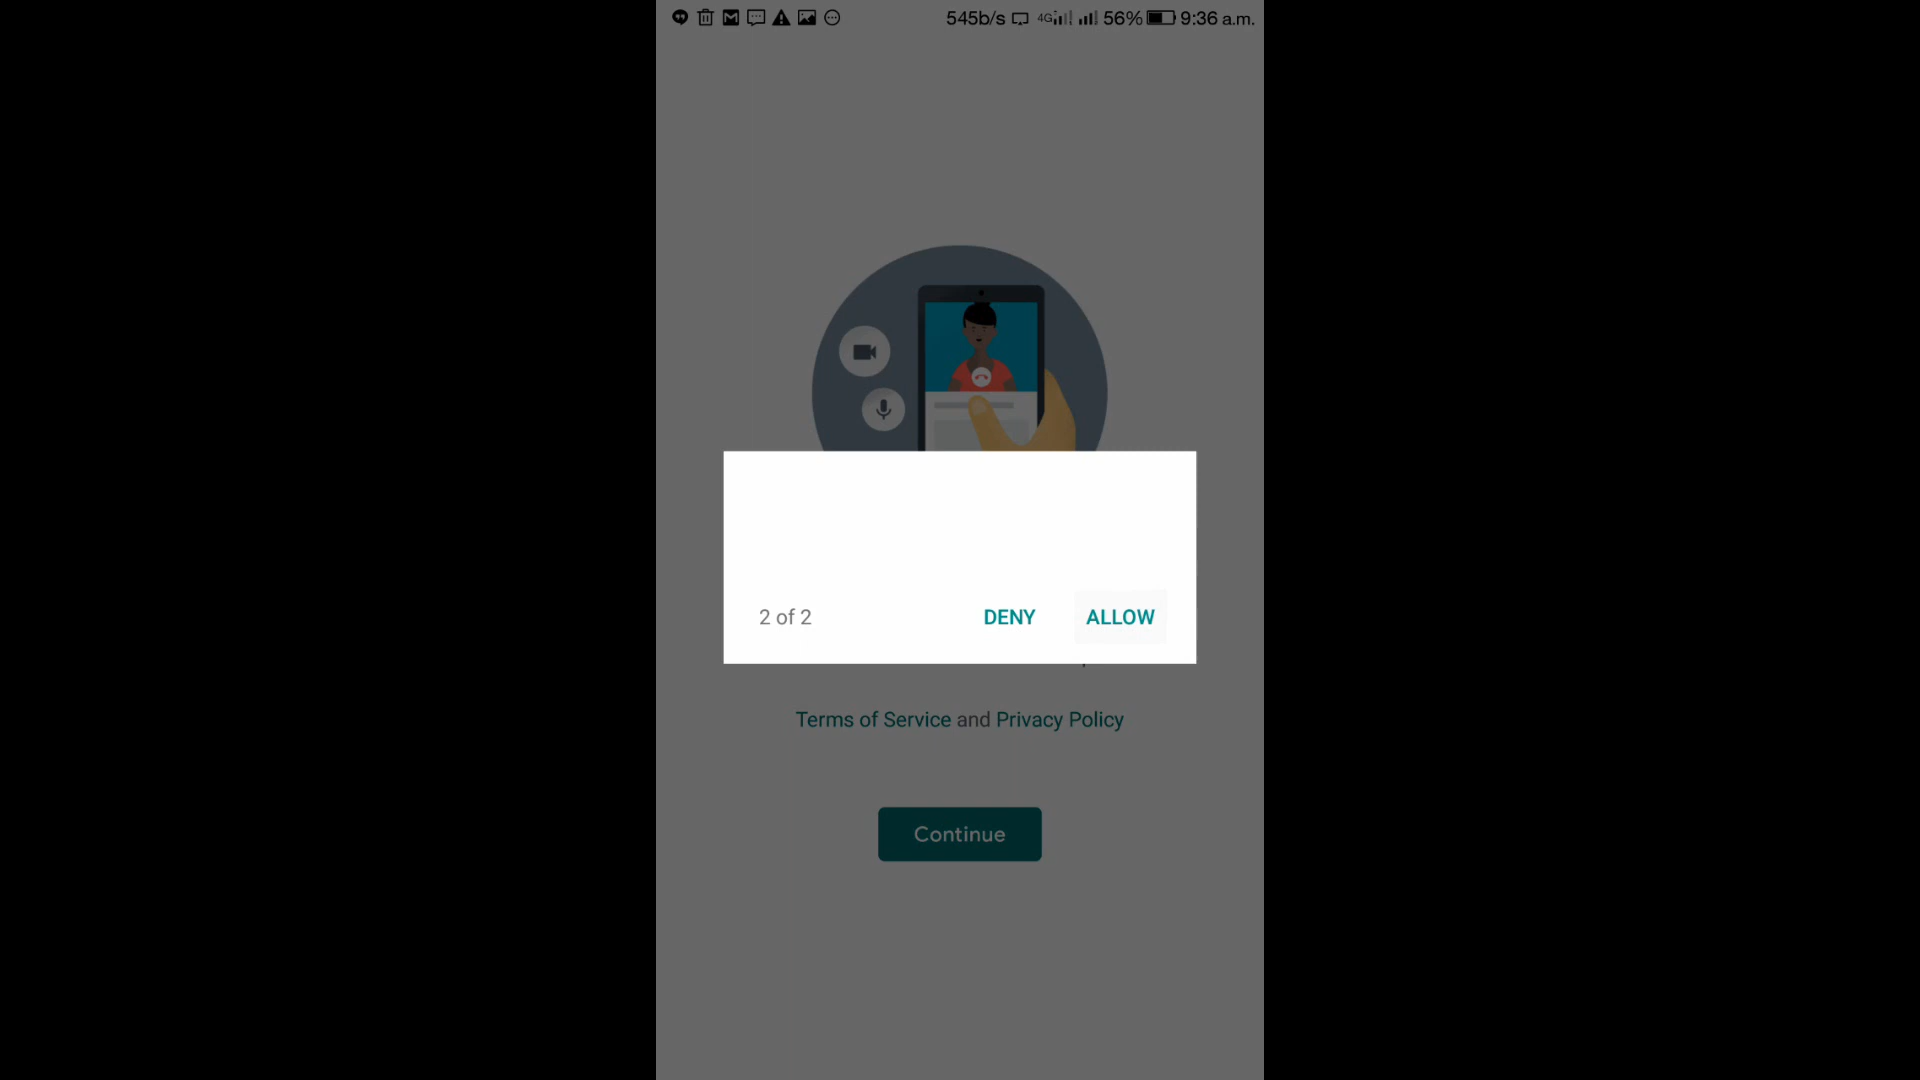 545b/s 4G 56% 9:36 a.m.
2 of 2 DENY ALLOW
Terms of Service and Privacy Policy
Continue